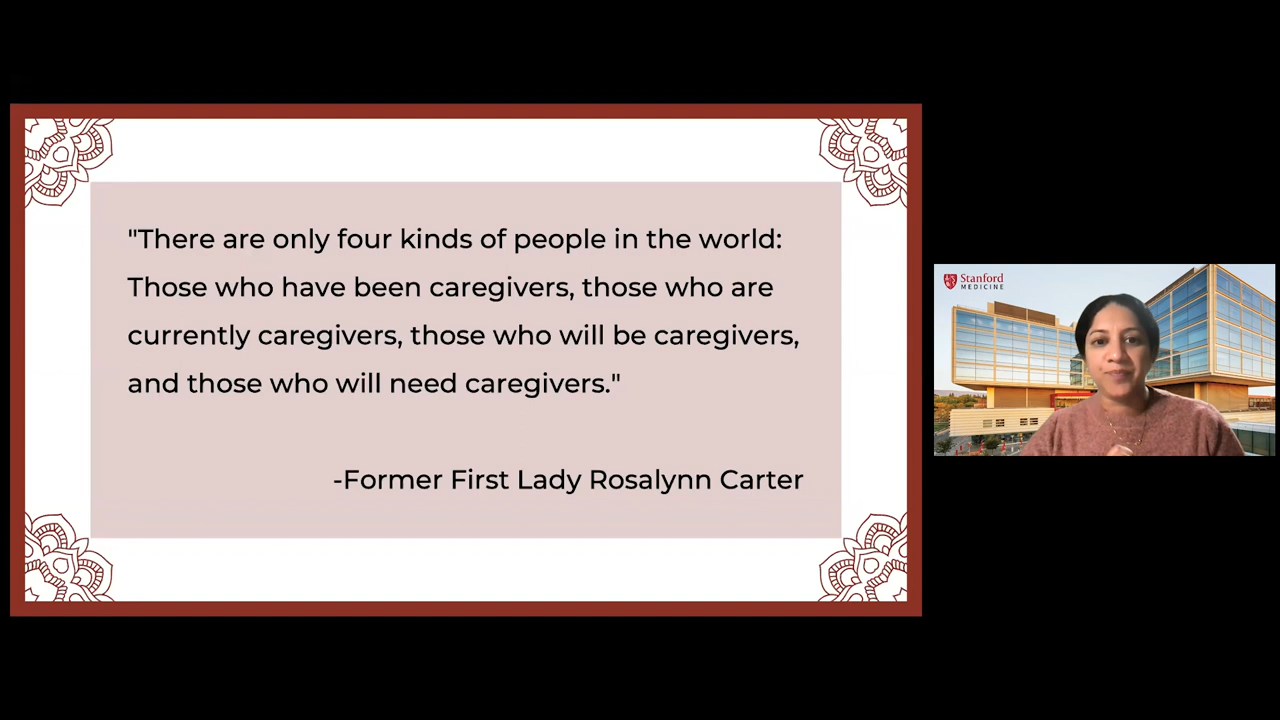 "There are only four kinds of people in the world:
Those who have been caregivers, those who are
currently caregivers, those who will be caregivers,
and those who will need caregivers."
-Former First Lady Rosalynn Carter
Stanford
MEDICINE